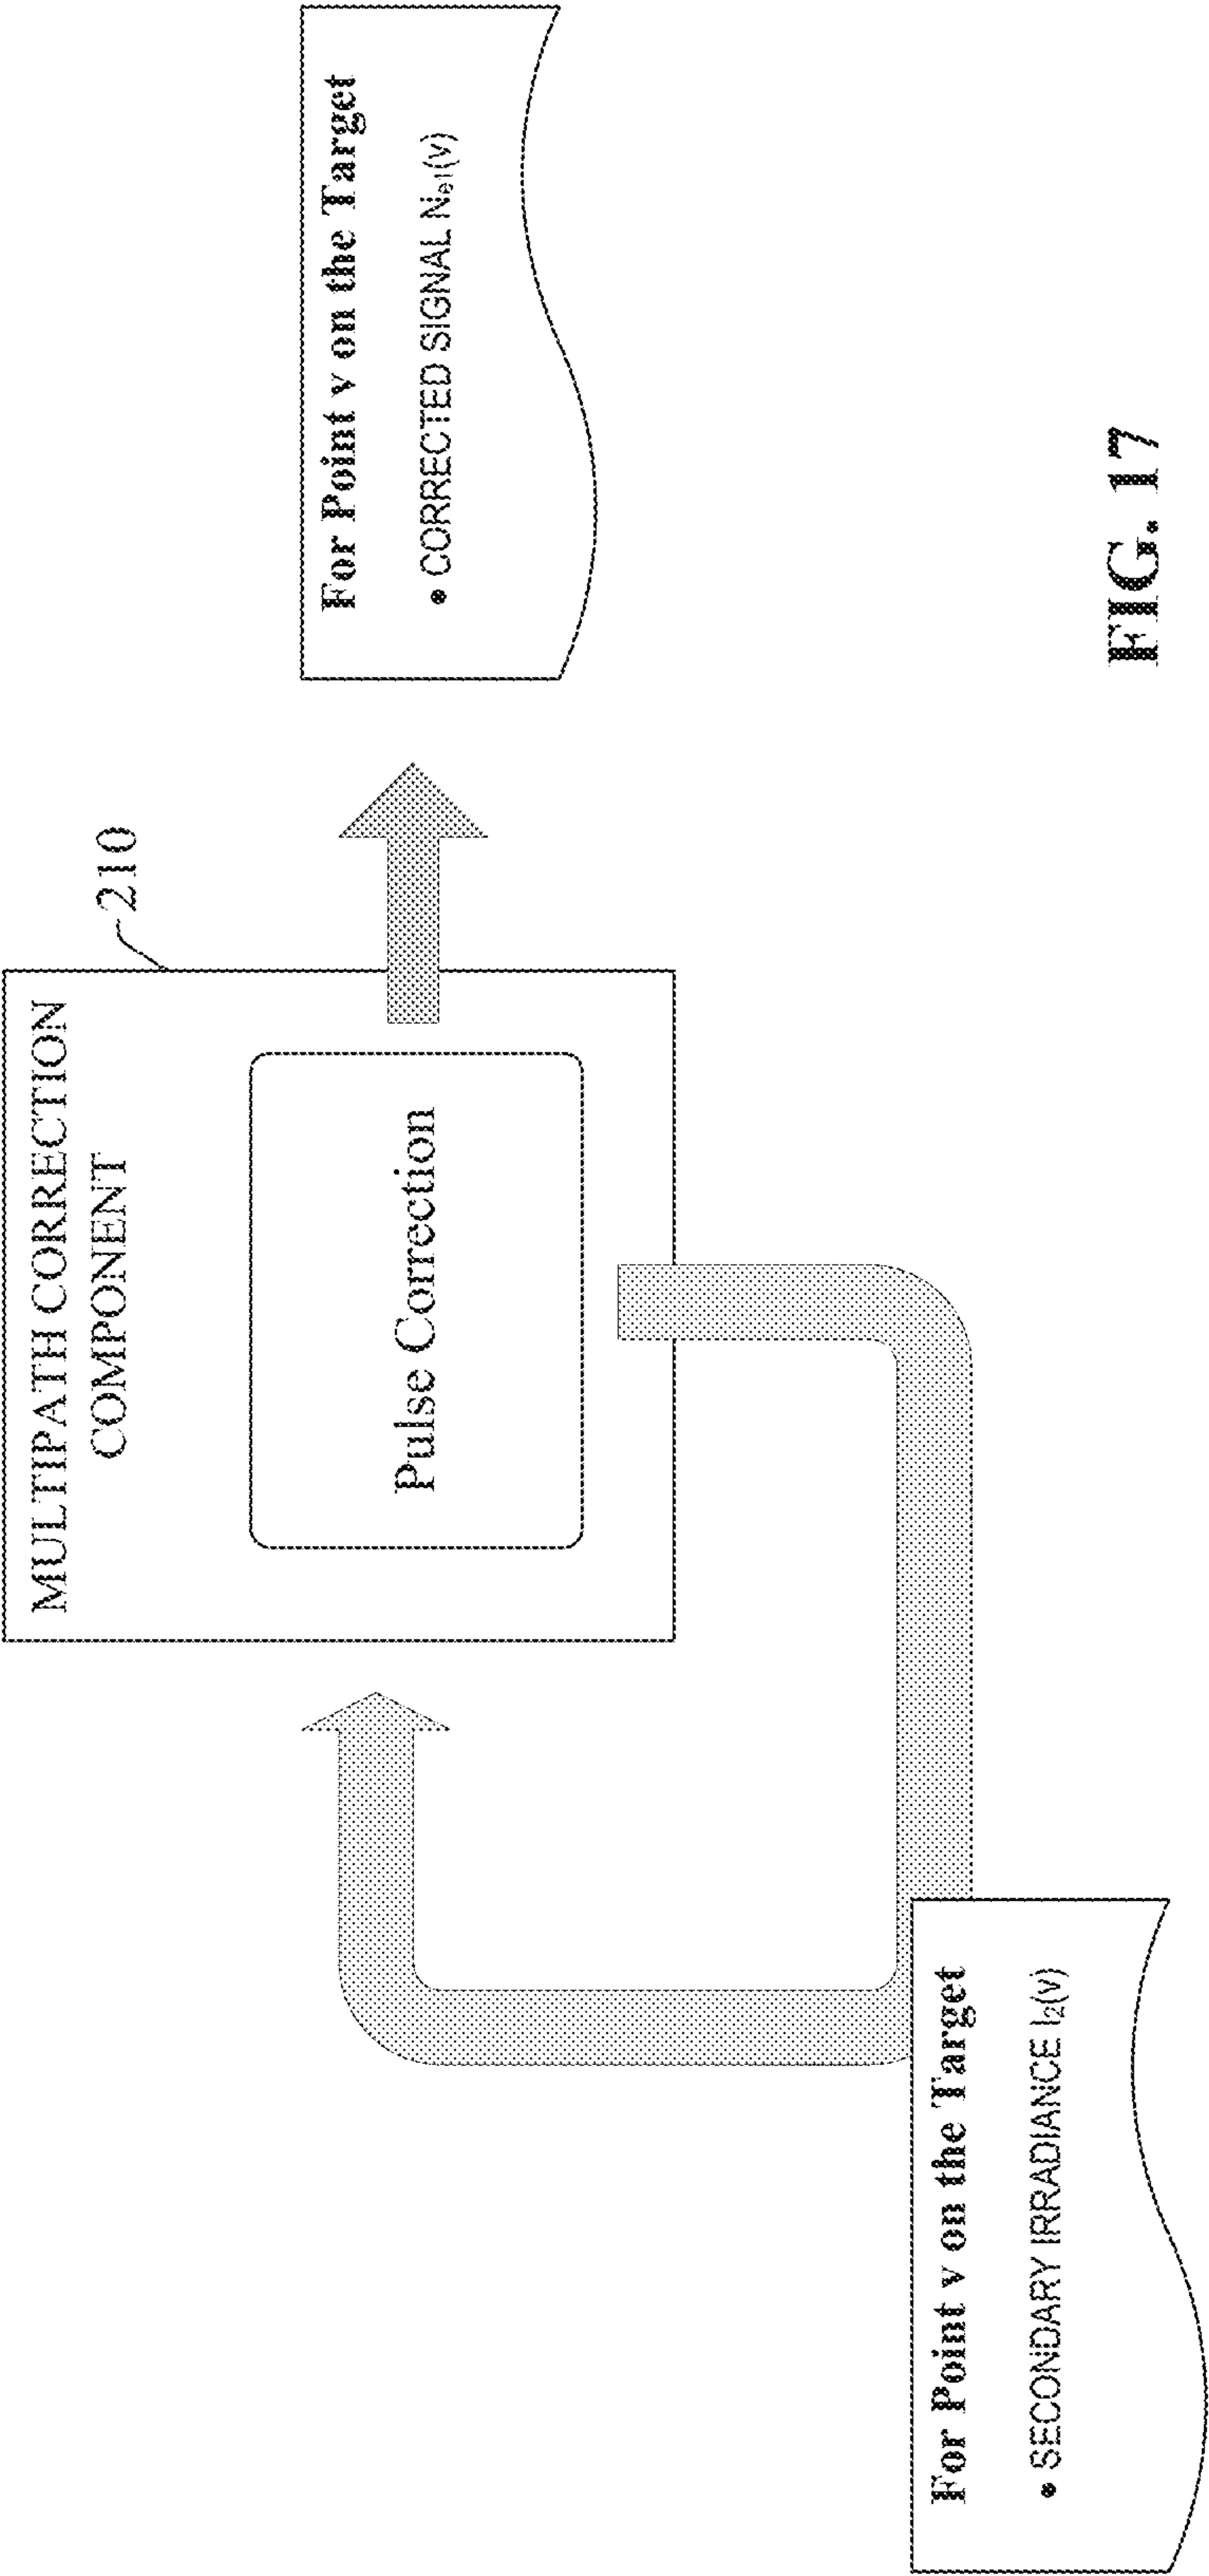 MULTIPATH CORRECTION
COMPONENT
210
Pulse Correction
For Point v on the Target
• CORRECTED SIGNAL Nₑ₁(v)
For Point v on the Target
• SECONDARY IRRADIANCE I₂(v)
FIG. 17